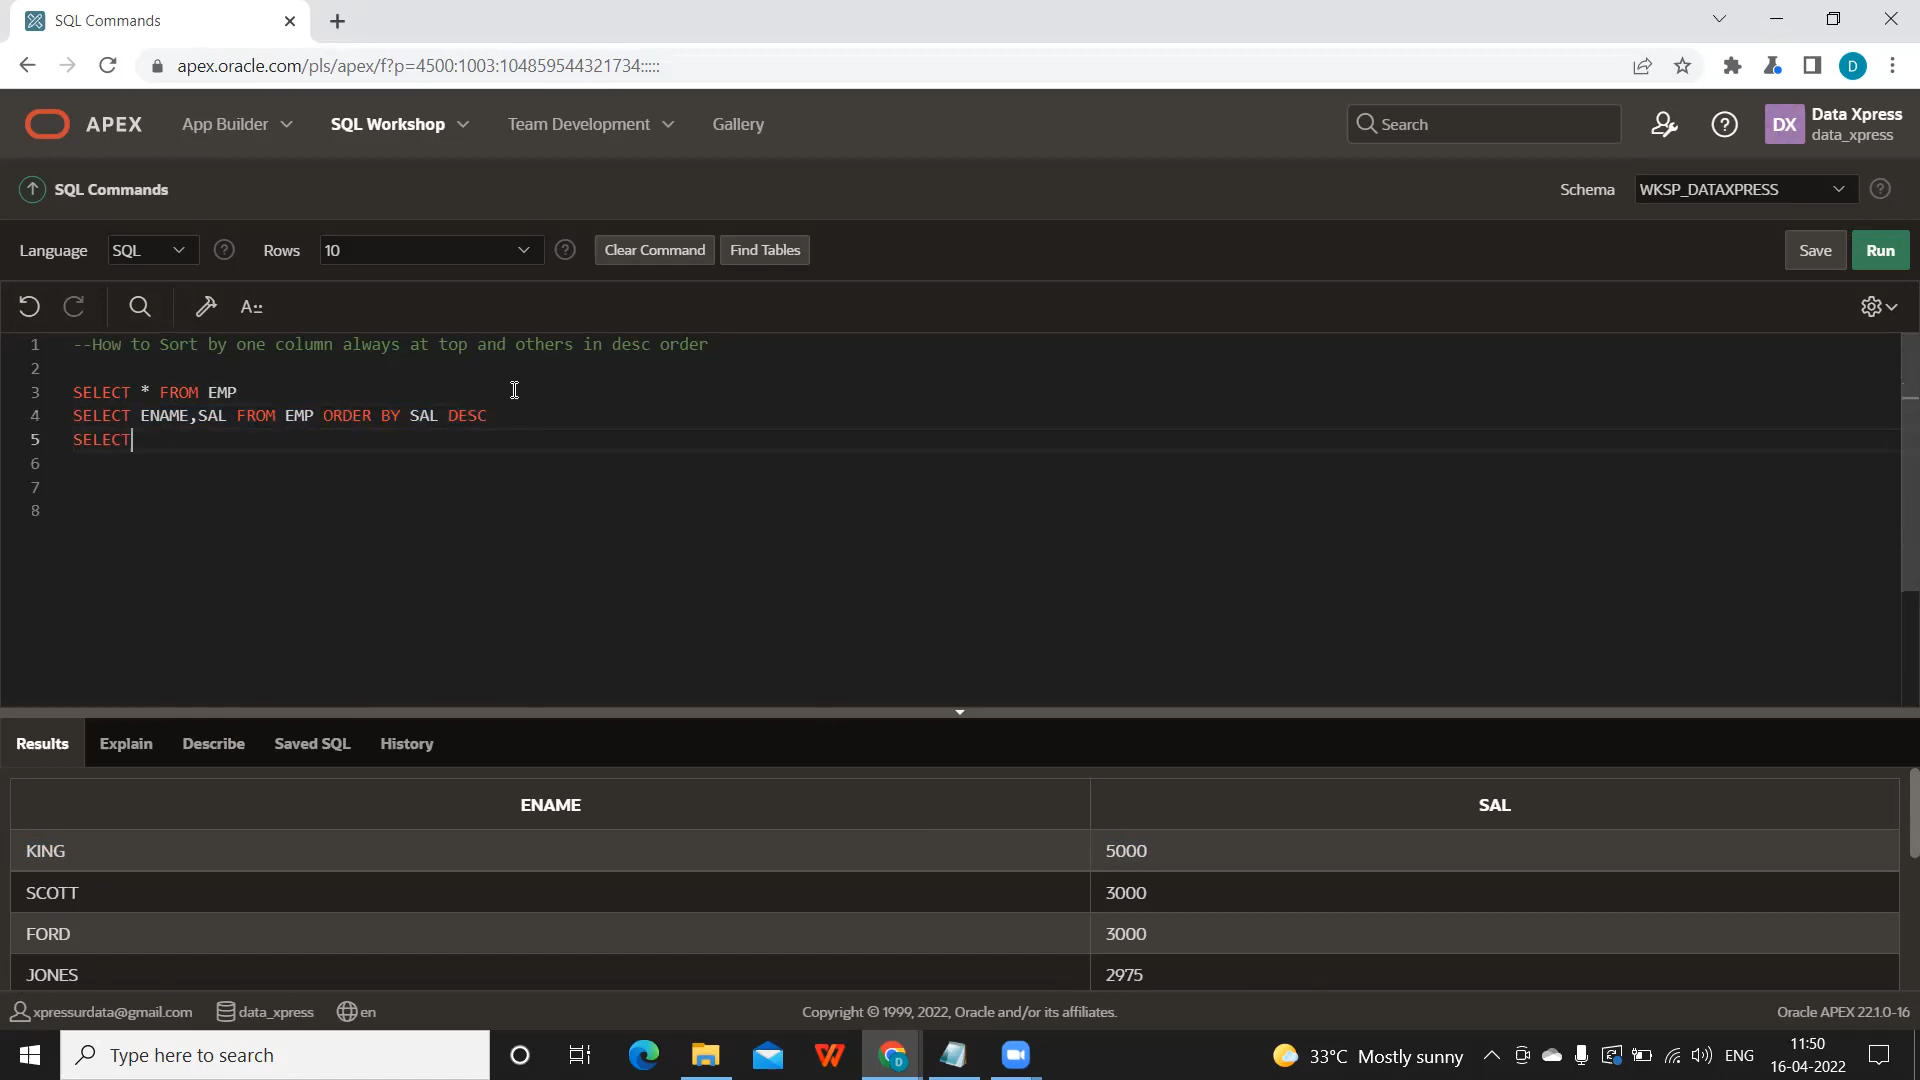 SQL Commands
apex.oracle.com/pls/apex/f?p=4500:1003:104859544321734:::::
D
APEX App Builder SQL Workshop Team Development Gallery Search DX Data Xpress
data_xpress
SQL Commands Schema WKSP_DATAXPRESS
Language SQL Rows 10 Clear Command Find Tables Save Run
1 --How to Sort by one column always at top and others in desc order
2
3 SELECT * FROM EMP
4 SELECT ENAME,SAL FROM EMP ORDER BY SAL DESC
5 SELECT
6
7
8
Results Explain Describe Saved SQL History
ENAME SAL
KING 5000
SCOTT 3000
FORD 3000
JONES 2975
xpressurdata@gmail.com data_xpress en Copyright © 1999, 2022, Oracle and/or its affiliates. Oracle APEX 22.1.0-16
Type here to search 33°C Mostly sunny ENG 11:50
16-04-2022